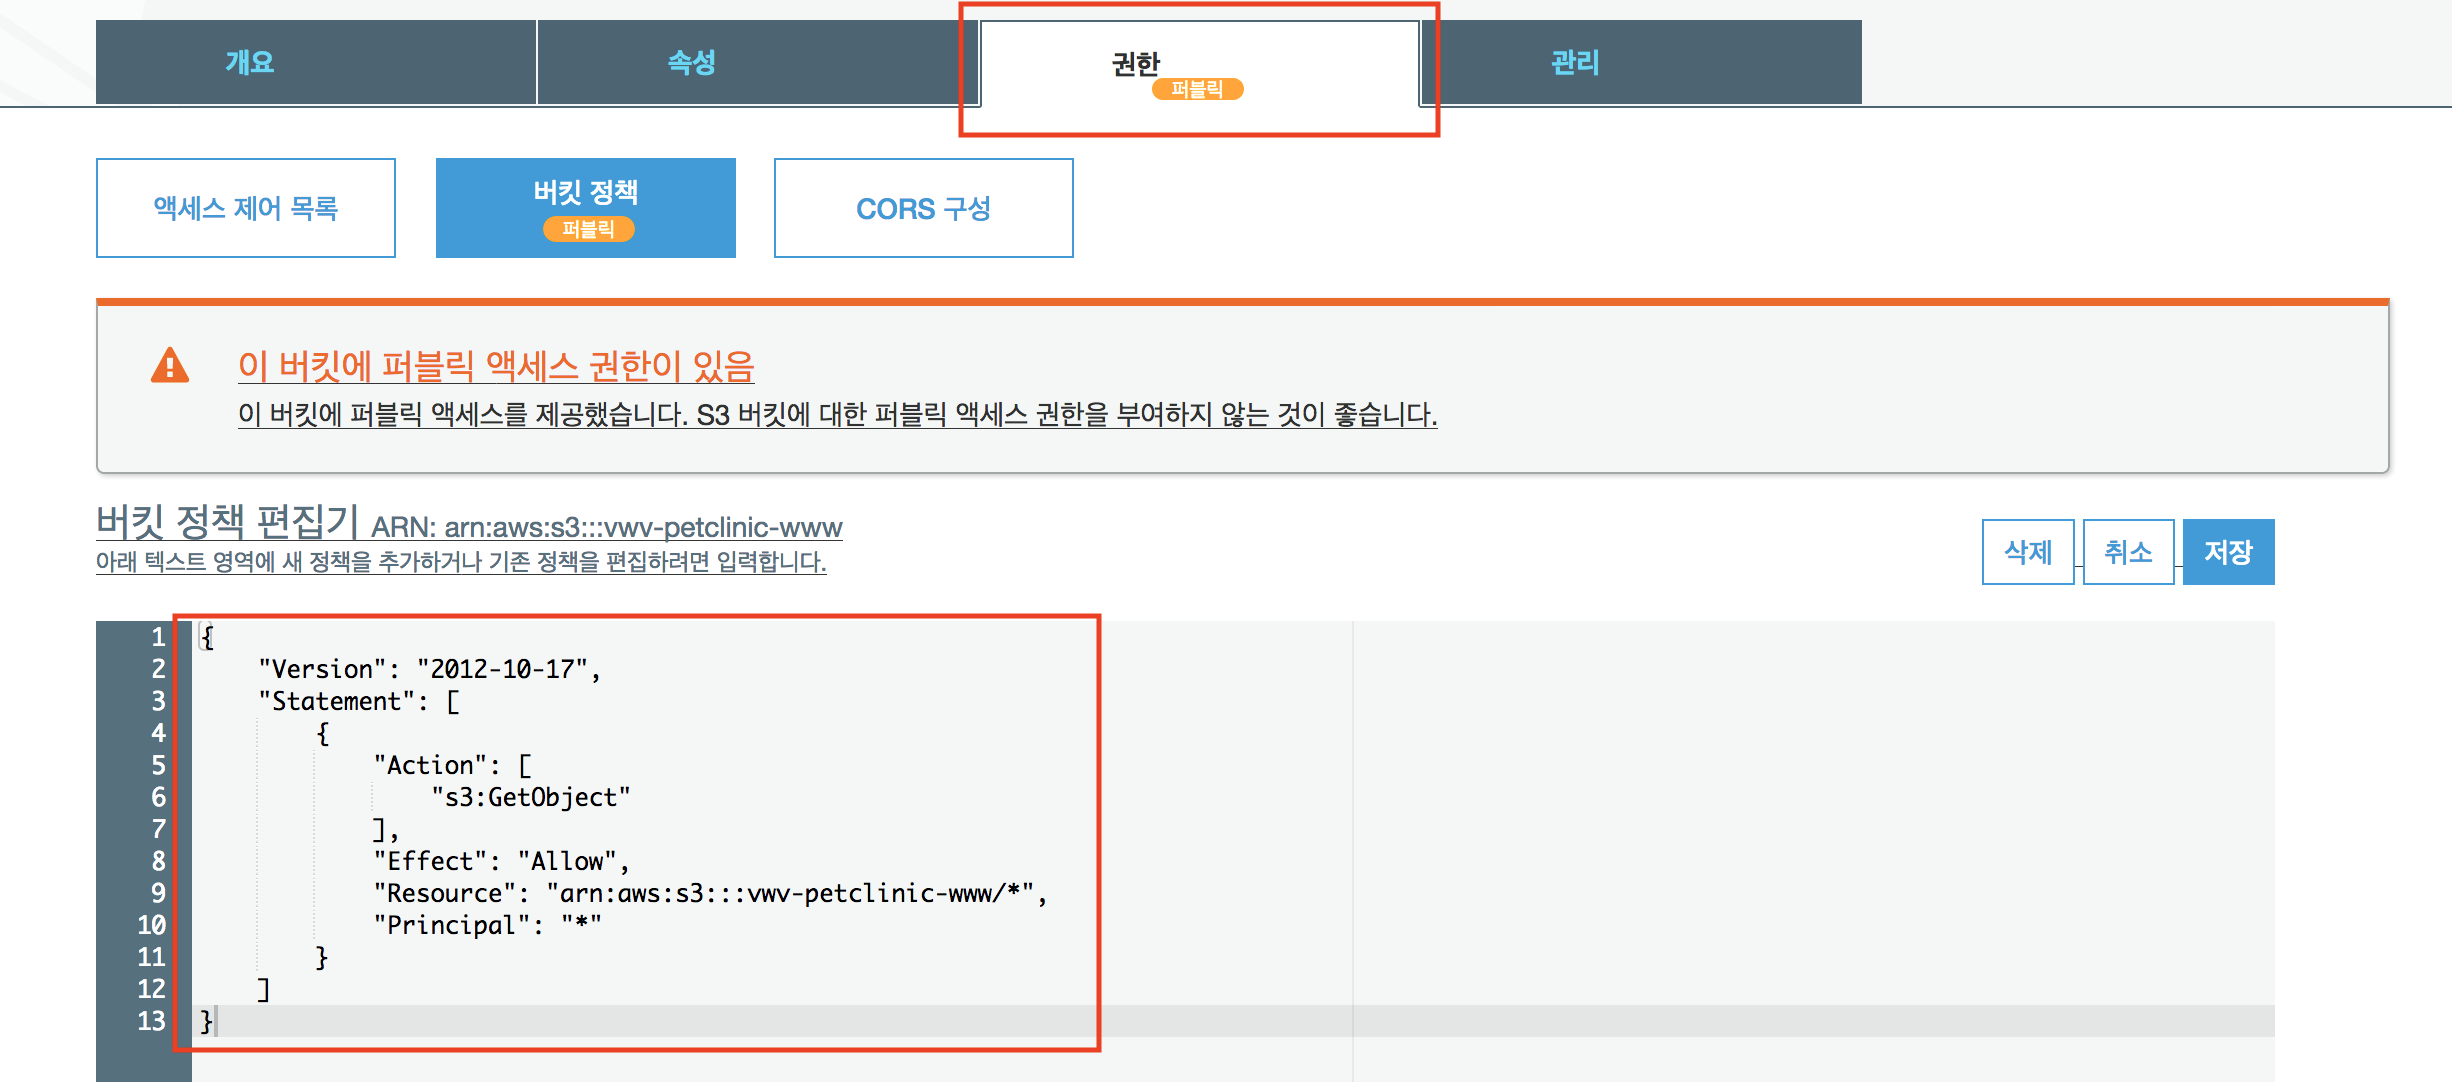 개요 속성 권한 관리
퍼블릭
액세스 제어 목록 버킷 정책 CORS 구성
퍼블릭
이 버킷에 퍼블릭 액세스 권한이 있음
이 버킷에 퍼블릭 액세스를 제공했습니다. S3 버킷에 대한 퍼블릭 액세스 권한을 부여하지 않는 것이 좋습니다.
버킷 정책 편집기 ARN: arn:aws:s3:::vwv-petclinic-www
아래 텍스트 영역에 새 정책을 추가하거나 기존 정책을 편집하려면 입력합니다.
삭제 취소 저장
1 {
2 "Version": "2012-10-17",
3 "Statement": [
4 {
5 "Action": [
6 "s3:GetObject"
7 ],
8 "Effect": "Allow",
9 "Resource": "arn:aws:s3:::vwv-petclinic-www/*",
10 "Principal": "*"
11 }
12 ]
13 }